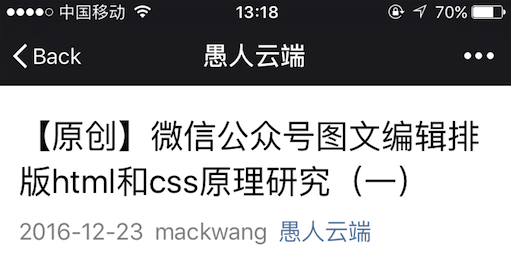 中国移动 13:18 70%
Back 愚人云端
【原创】微信公众号图文编辑排
版html和css原理研究（一）
2016-12-23 mackwang 愚人云端